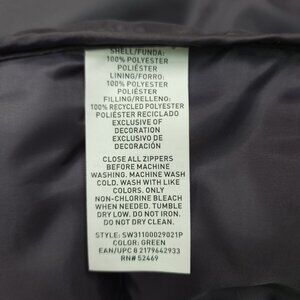 SHELL/FUNDA:
100% POLYESTER
POLIÉSTER
LINING/FORRO:
100% POLYESTER
POLIÉSTER
FILLING/RELLENO:
100% RECYCLED POLYESTER
POLIÉSTER RECICLADO
EXCLUSIVE OF
DECORATION
EXCLUSIVO DE
DECORACIÓN
CLOSE ALL ZIPPERS
BEFORE MACHINE
WASHING. MACHINE WASH
COLD. WASH WITH LIKE
COLORS. ONLY
NON-CHLORINE BLEACH
WHEN NEEDED. TUMBLE
DRY LOW. DO NOT IRON.
DO NOT DRY CLEAN.
STYLE: SW31100029021P
COLOR: GREEN
EAN/UPC 8 2179642933
RN# 52469